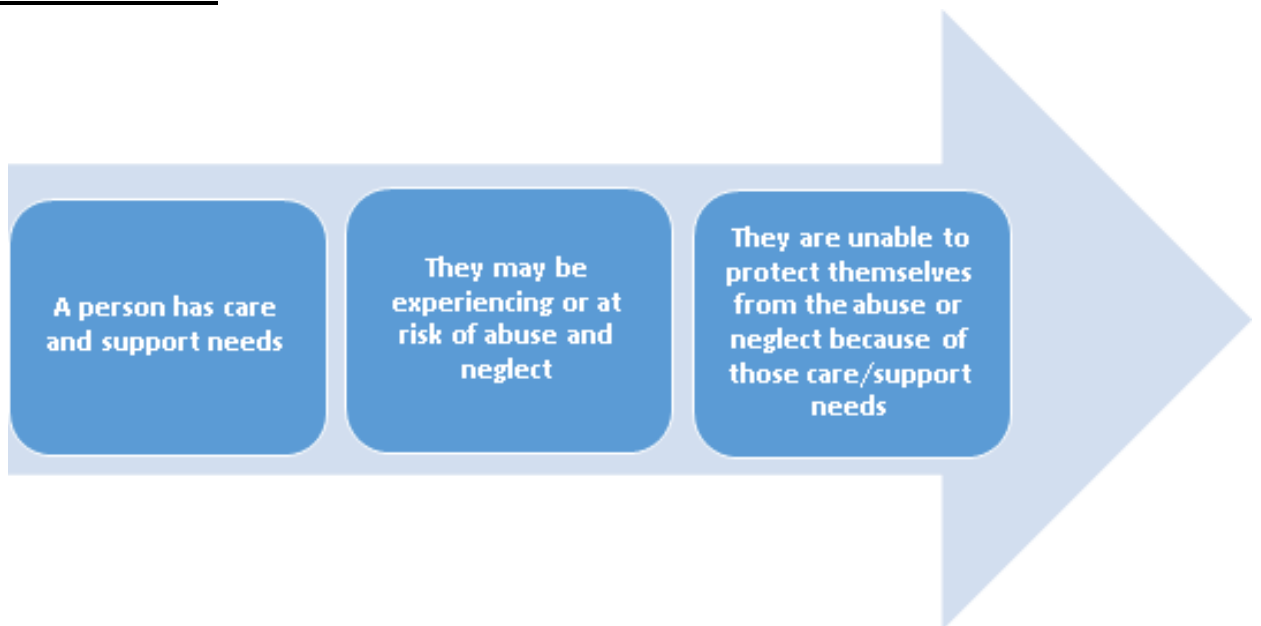 A person has care
and support needs
They may be
experiencing or at
risk of abuse and
neglect
They are unable to
protect themselves
from the abuse or
neglect because of
those care/support
needs